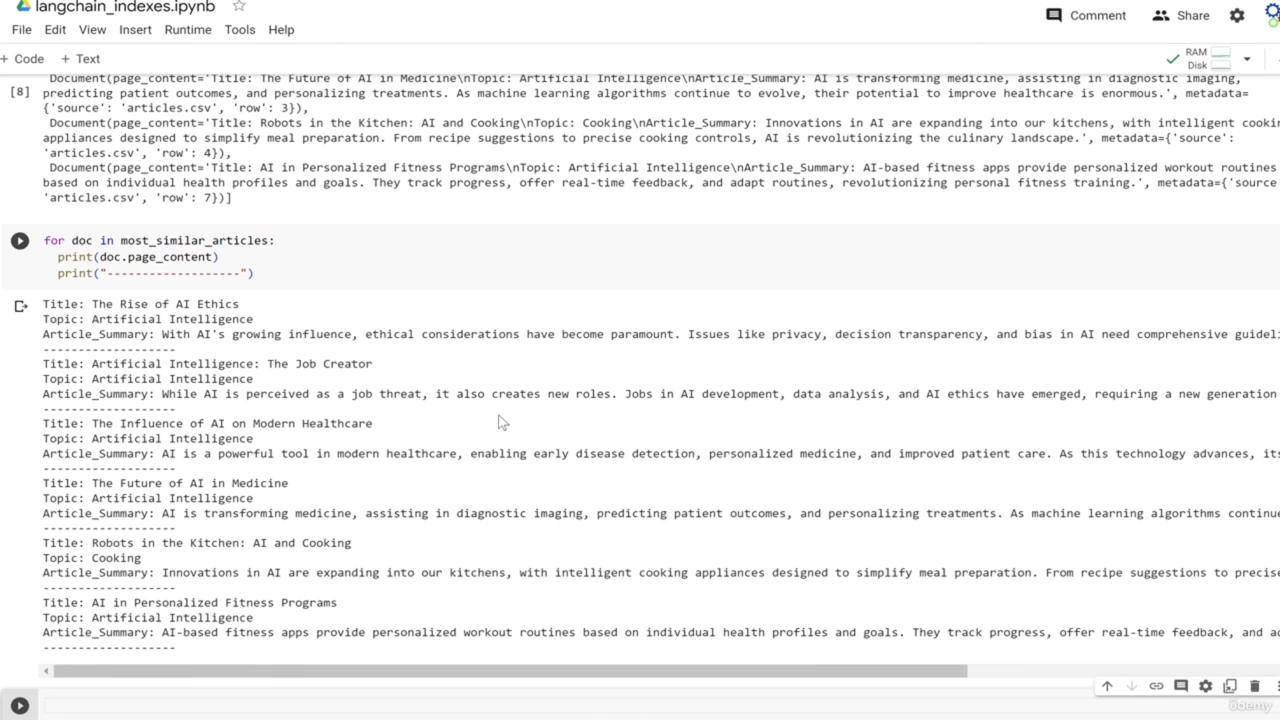 langchain_indexes.ipynb
Comment
Share
File Edit View Insert Runtime Tools Help
+ Code + Text
RAM
Disk
[8]
Document(page_content='Title: The Future of AI in Medicine\nTopic: Artificial Intelligence\nArticle_Summary: AI is transforming medicine, assisting in diagnostic imaging,
predicting patient outcomes, and personalizing treatments. As machine learning algorithms continue to evolve, their potential to improve healthcare is enormous.', metadata=
{'source': 'articles.csv', 'row': 3}),
Document(page_content='Title: Robots in the Kitchen: AI and Cooking\nTopic: Cooking\nArticle_Summary: Innovations in AI are expanding into our kitchens, with intelligent cooking
appliances designed to simplify meal preparation. From recipe suggestions to precise cooking controls, AI is revolutionizing the culinary landscape.', metadata={'source':
'articles.csv', 'row': 4}),
Document(page_content='Title: AI in Personalized Fitness Programs\nTopic: Artificial Intelligence\nArticle_Summary: AI-based fitness apps provide personalized workout routines
based on individual health profiles and goals. They track progress, offer real-time feedback, and adapt routines, revolutionizing personal fitness training.', metadata={'source
'articles.csv', 'row': 7})]
for doc in most_similar_articles:
print(doc.page_content)
print("-------------------")
Title: The Rise of AI Ethics
Topic: Artificial Intelligence
Article_Summary: With AI's growing influence, ethical considerations have become paramount. Issues like privacy, decision transparency, and bias in AI need comprehensive guideli
-------------------
Title: Artificial Intelligence: The Job Creator
Topic: Artificial Intelligence
Article_Summary: While AI is perceived as a job threat, it also creates new roles. Jobs in AI development, data analysis, and AI ethics have emerged, requiring a new generation
-------------------
Title: The Influence of AI on Modern Healthcare
Topic: Artificial Intelligence
Article_Summary: AI is a powerful tool in modern healthcare, enabling early disease detection, personalized medicine, and improved patient care. As this technology advances, its
-------------------
Title: The Future of AI in Medicine
Topic: Artificial Intelligence
Article_Summary: AI is transforming medicine, assisting in diagnostic imaging, predicting patient outcomes, and personalizing treatments. As machine learning algorithms continue
-------------------
Title: Robots in the Kitchen: AI and Cooking
Topic: Cooking
Article_Summary: Innovations in AI are expanding into our kitchens, with intelligent cooking appliances designed to simplify meal preparation. From recipe suggestions to precise
-------------------
Title: AI in Personalized Fitness Programs
Topic: Artificial Intelligence
Article_Summary: AI-based fitness apps provide personalized workout routines based on individual health profiles and goals. They track progress, offer real-time feedback, and ad
-------------------
ûdemy